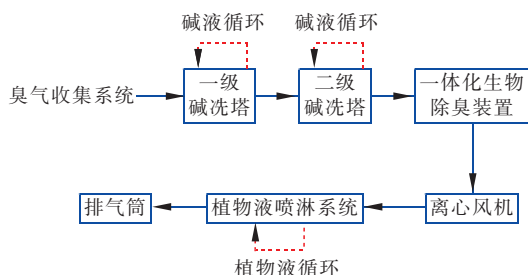 碱液循环
碱液循环
臭气收集系统
一级
碱洗塔
二级
碱洗塔
一体化生物
除臭装置
排气筒
植物液喷淋系统
离心风机
植物液循环